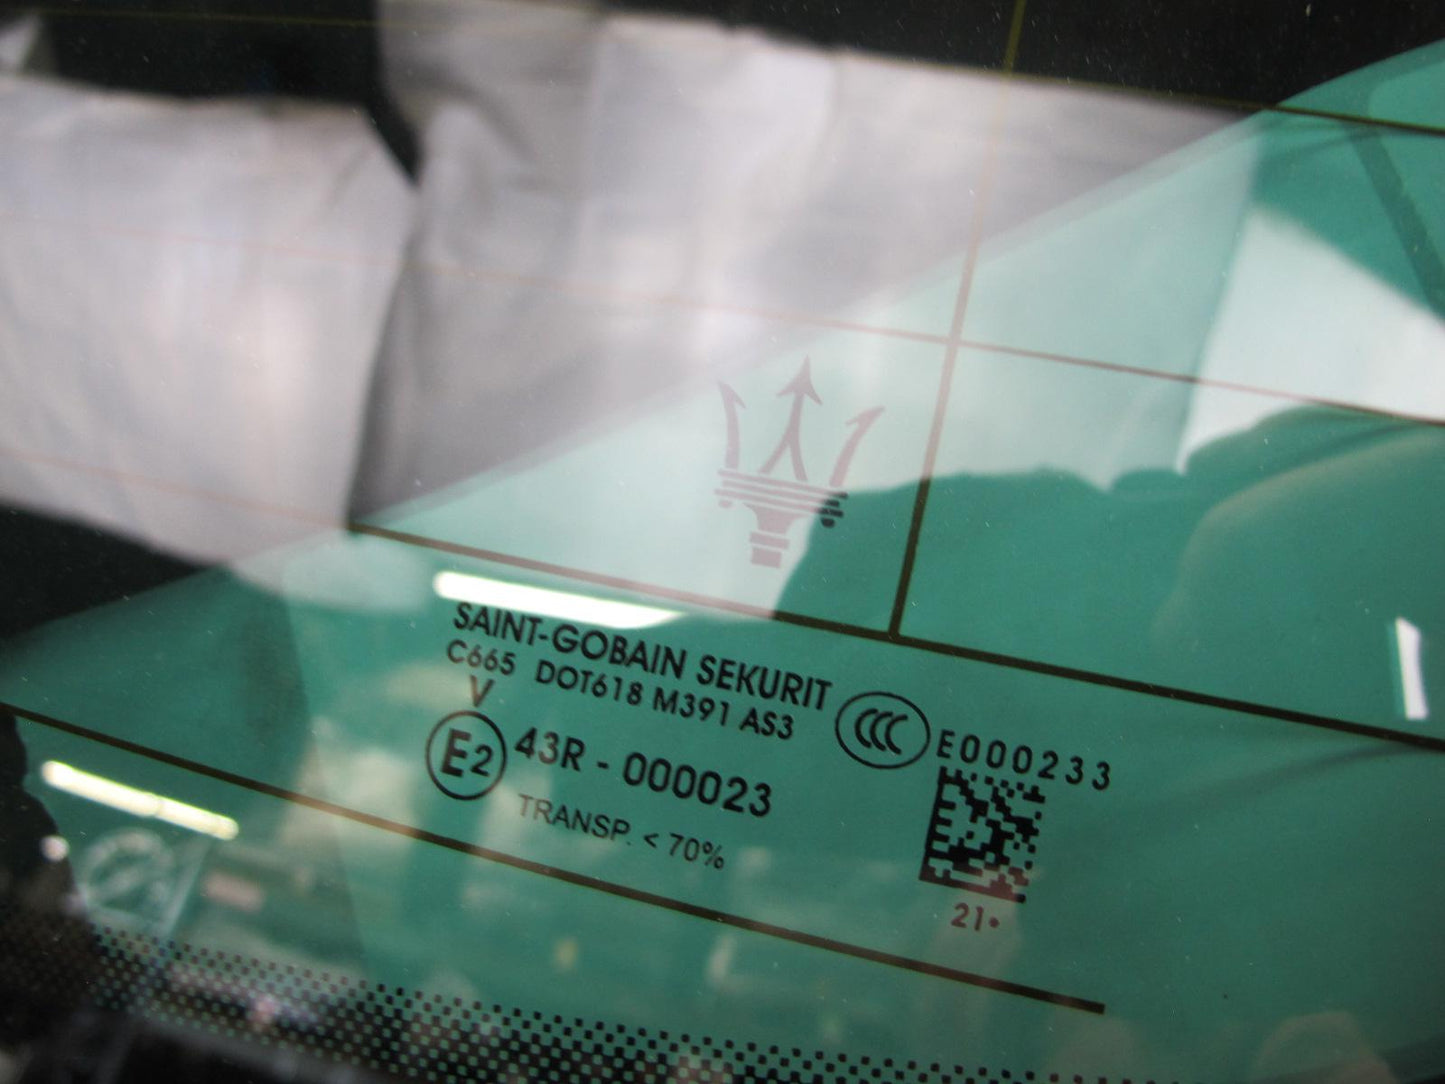 SAINT-GOBAIN SEKURIT
C665 DOT618 M391 AS3
V
CCC E000233
E2 43R - 000023
TRANSP. < 70%
21•